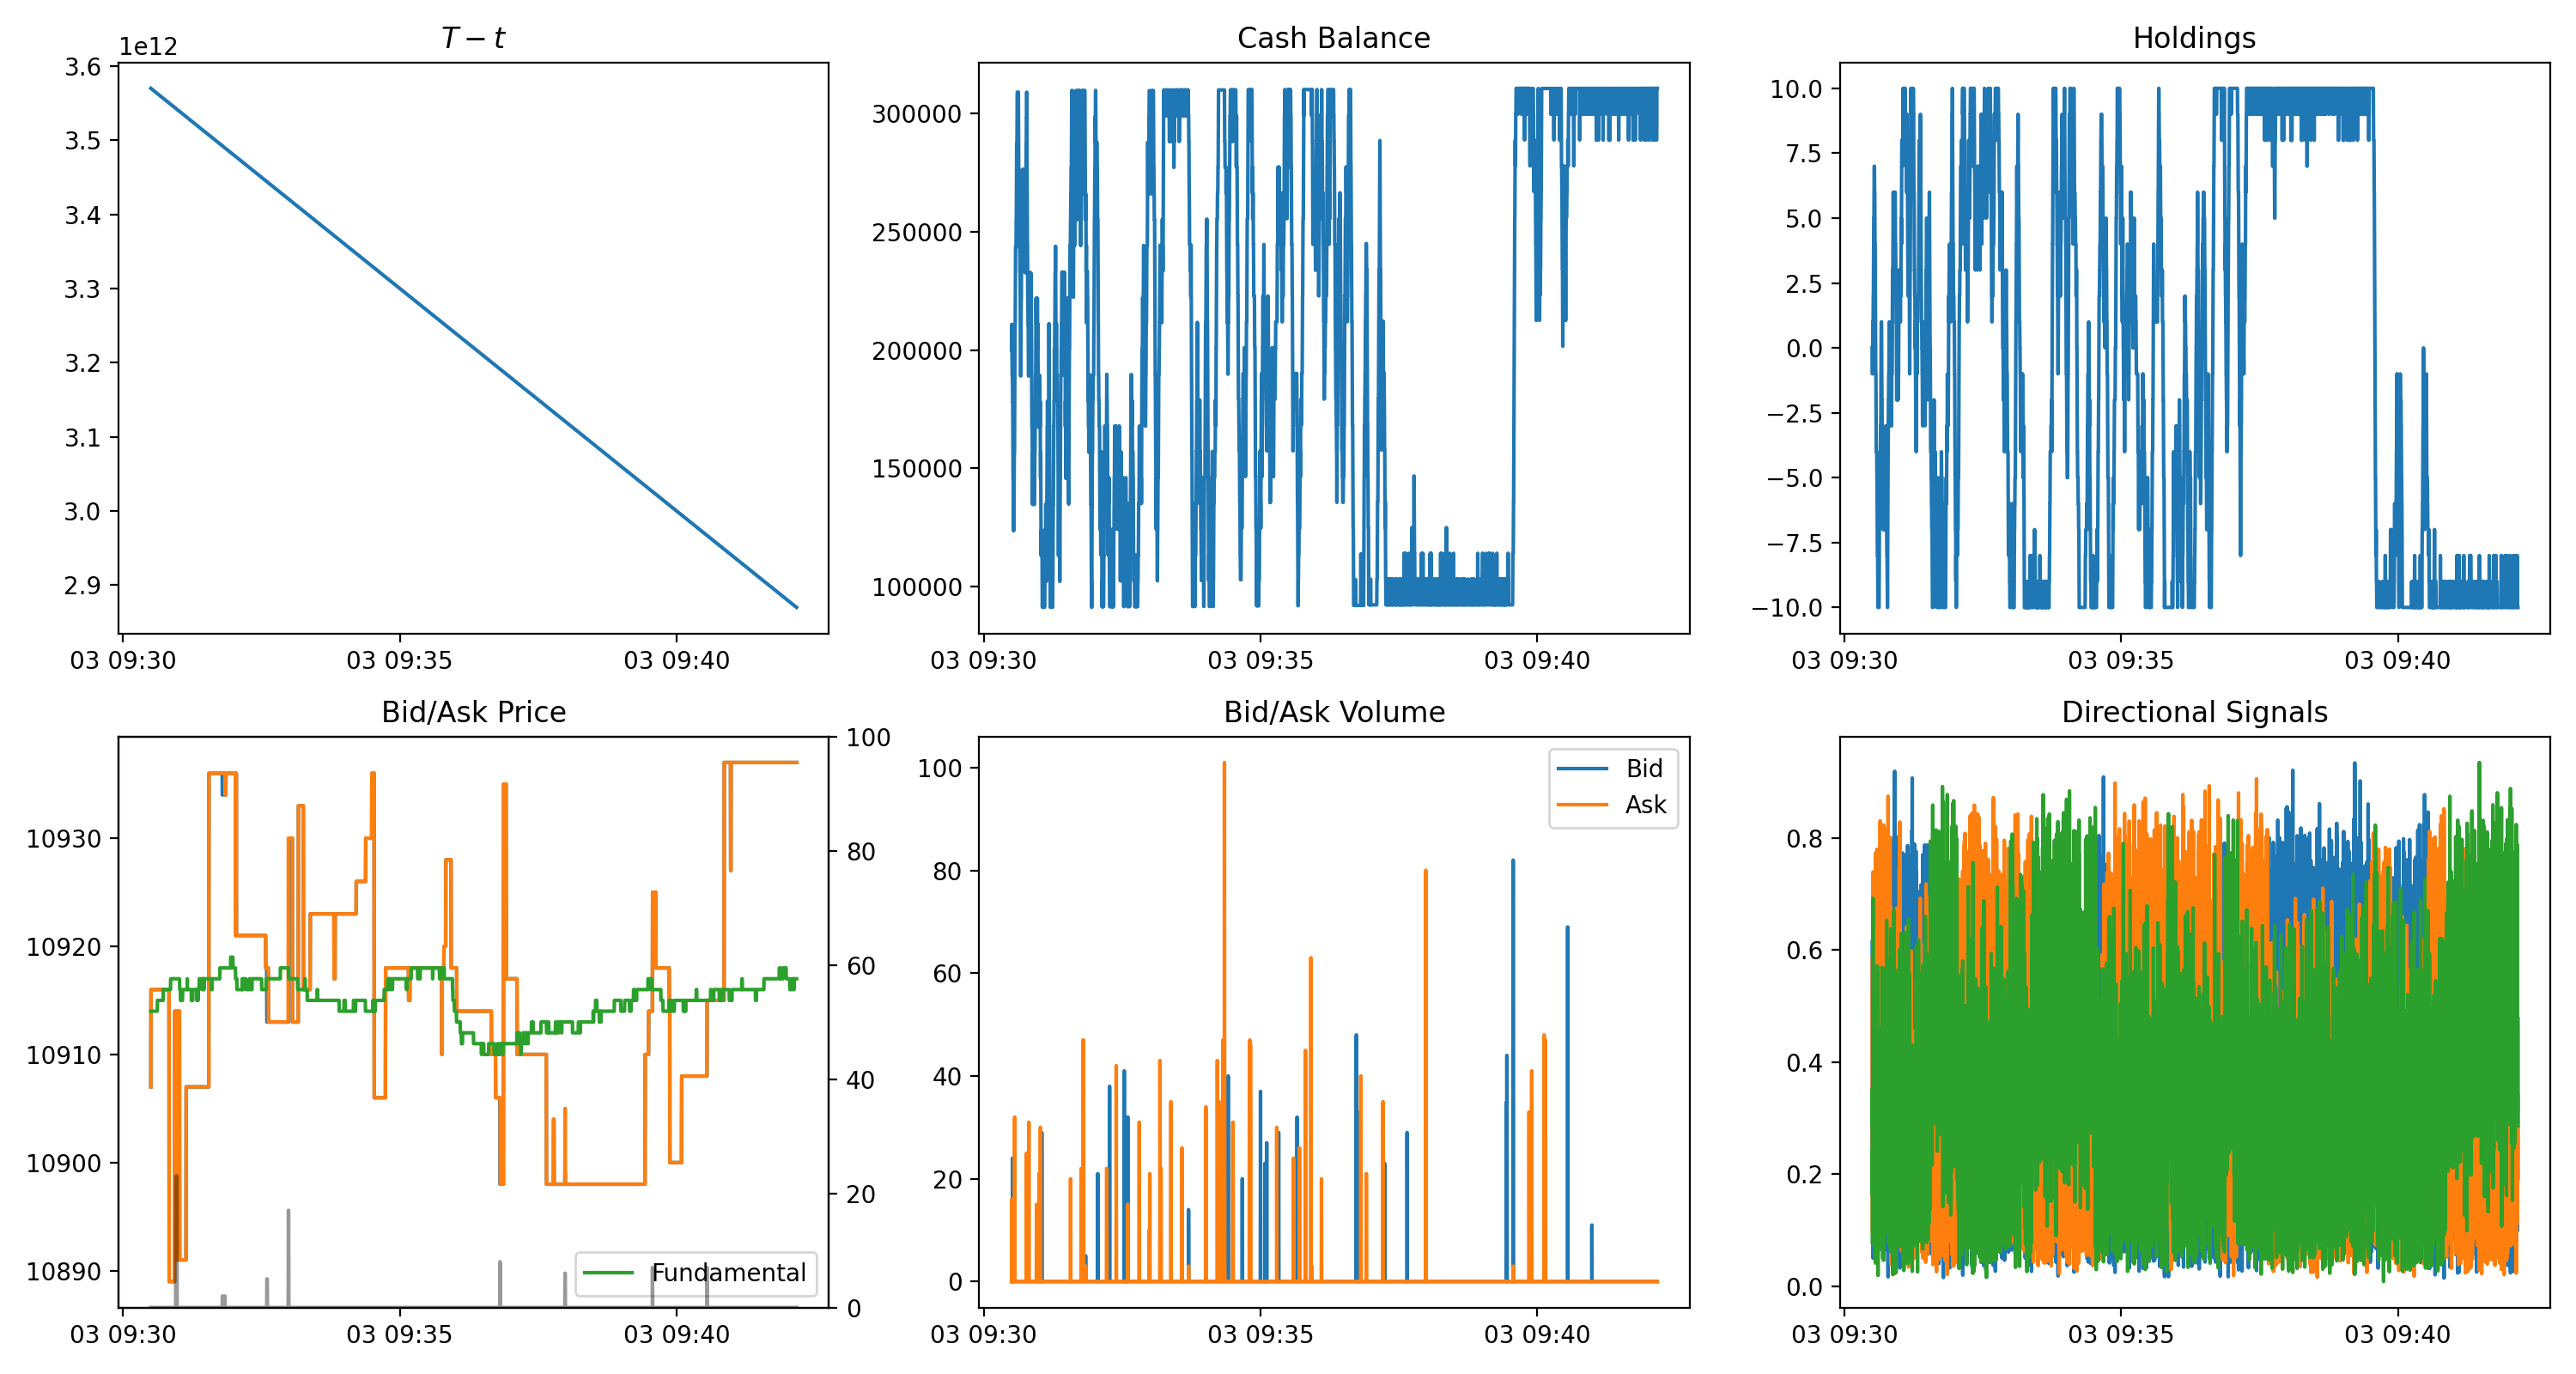 T − t
1e12
3.6
3.5
3.4
3.3
3.2
3.1
3.0
2.9
03 09:30 03 09:35 03 09:40
Cash Balance
300000
250000
200000
150000
100000
03 09:30 03 09:35 03 09:40
Holdings
10.0
7.5
5.0
2.5
0.0
−2.5
−5.0
−7.5
−10.0
03 09:30 03 09:35 03 09:40
Bid/Ask Price
10930
10920
10910
10900
10890
100
80
60
40
20
0
Fundamental
03 09:30 03 09:35 03 09:40
Bid/Ask Volume
100
80
60
40
20
0
Bid
Ask
03 09:30 03 09:35 03 09:40
Directional Signals
0.8
0.6
0.4
0.2
0.0
03 09:30 03 09:35 03 09:40